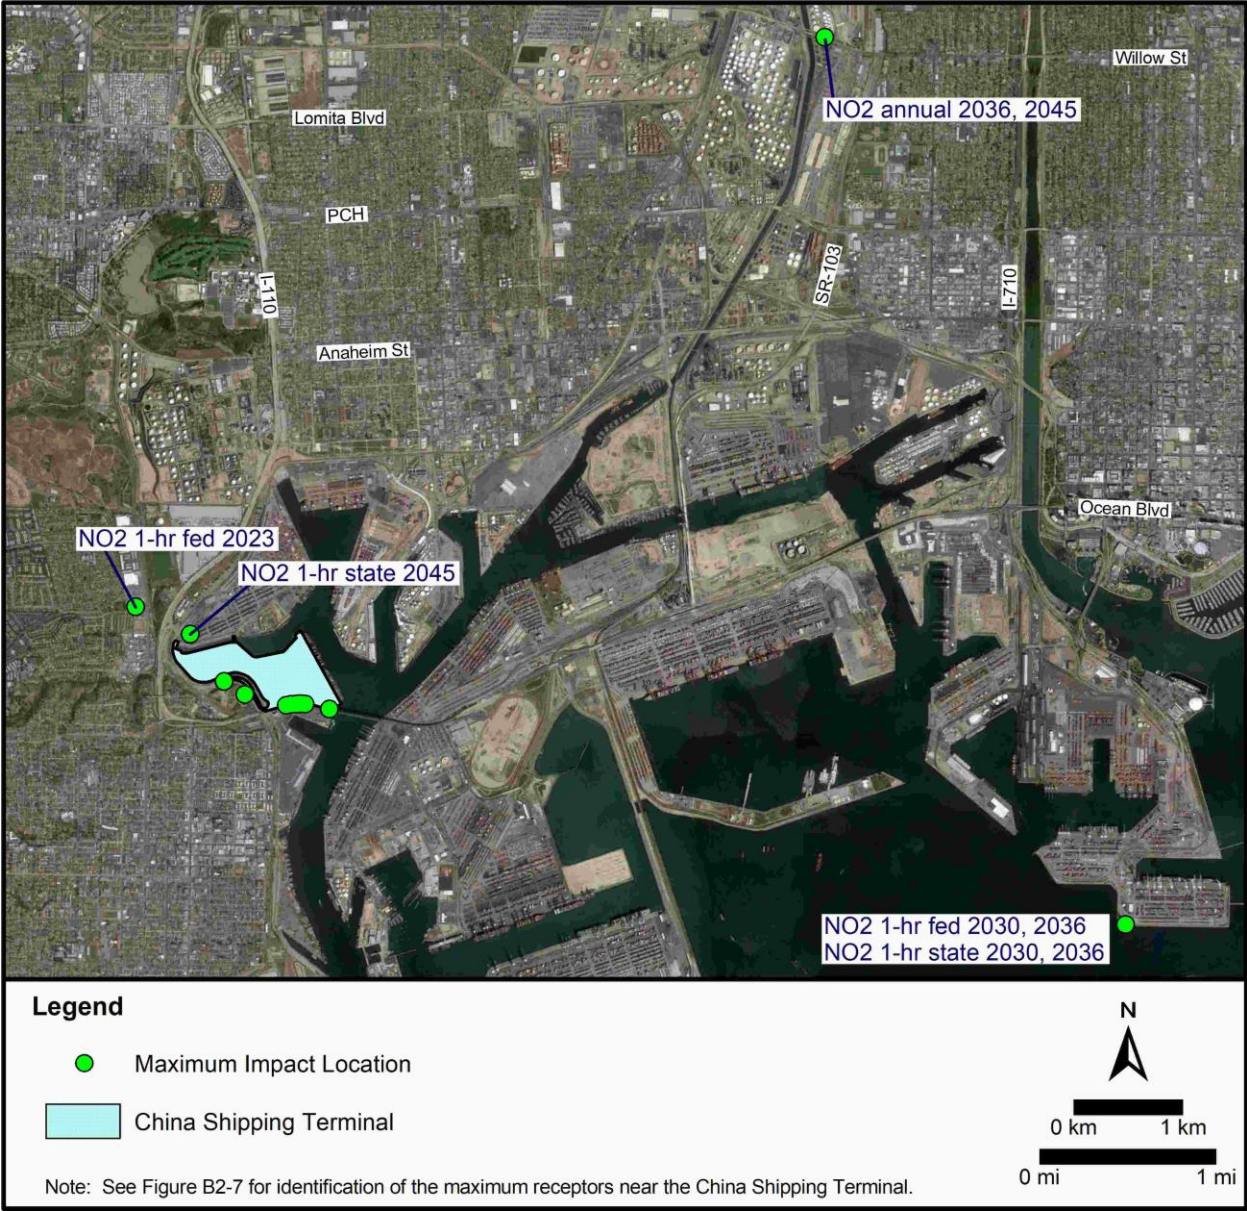 Willow St
NO2 annual 2036, 2045
Lomita Blvd
PCH
SR-103
I-110
I-710
Anaheim St
Ocean Blvd
NO2 1-hr fed 2023
NO2 1-hr state 2045
NO2 1-hr fed 2030, 2036
NO2 1-hr state 2030, 2036
Legend
Maximum Impact Location
China Shipping Terminal
N
0 km 1 km
0 mi 1 mi
Note: See Figure B2-7 for identification of the maximum receptors near the China Shipping Terminal.